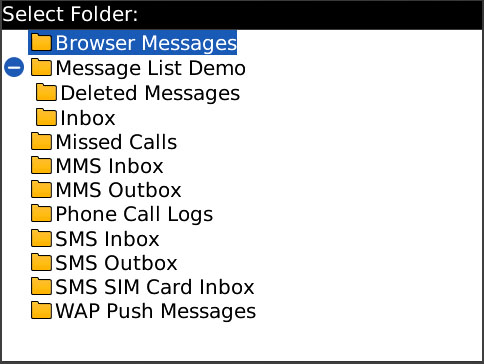 Select Folder:
Browser Messages
Message List Demo
Deleted Messages
Inbox
Missed Calls
MMS Inbox
MMS Outbox
Phone Call Logs
SMS Inbox
SMS Outbox
SMS SIM Card Inbox
WAP Push Messages